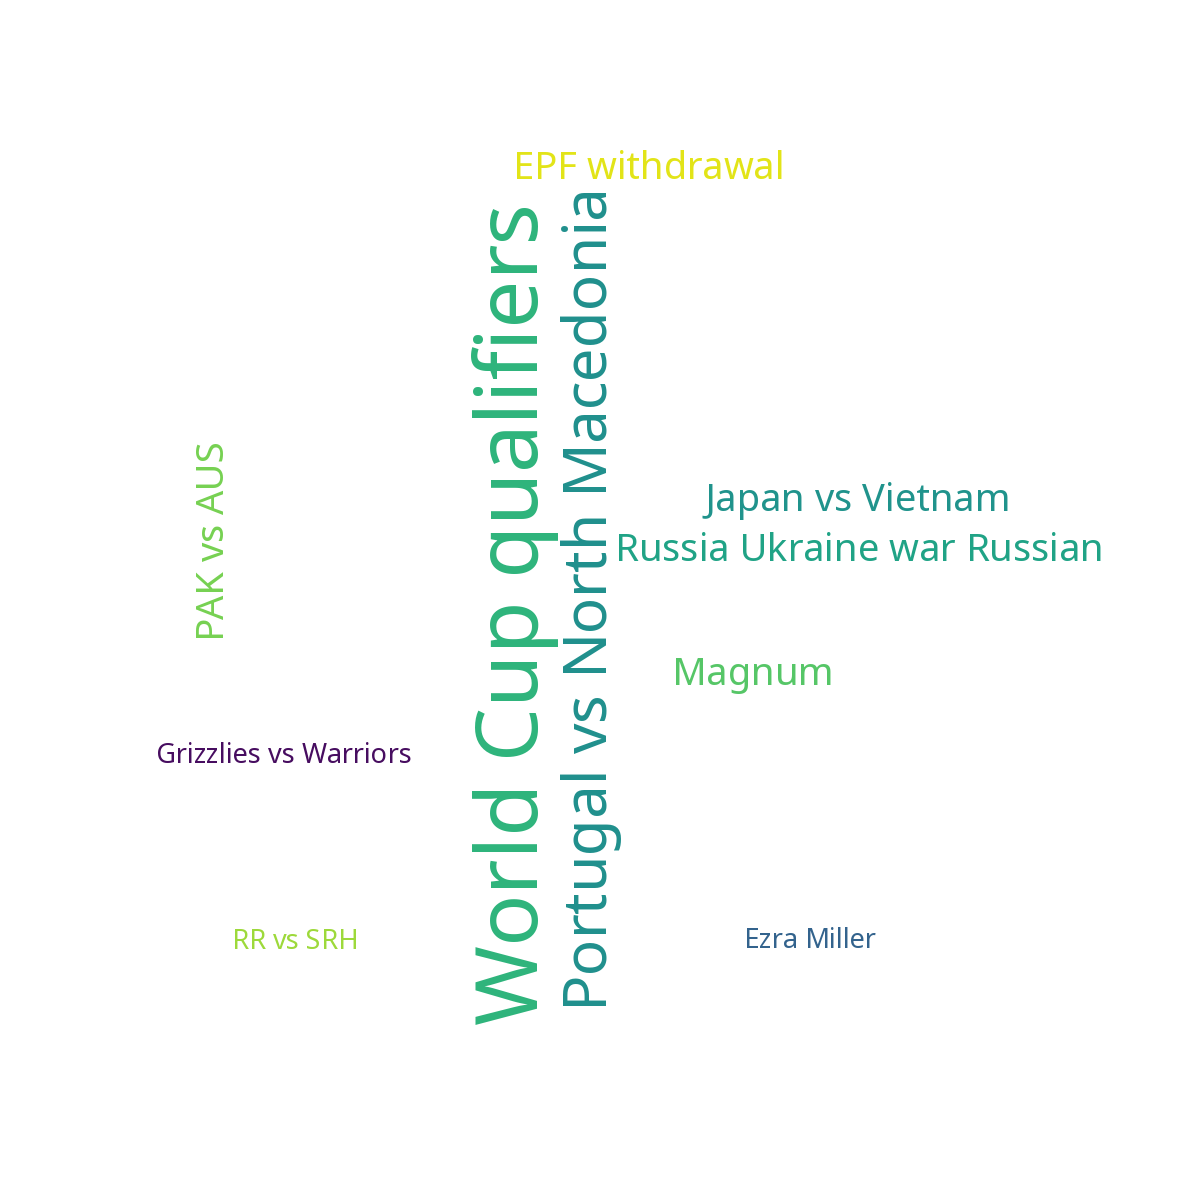 EPF withdrawal
World Cup qualifiers
Portugal vs North Macedonia
PAK vs AUS
Japan vs Vietnam
Russia Ukraine war Russian
Magnum
Grizzlies vs Warriors
RR vs SRH
Ezra Miller